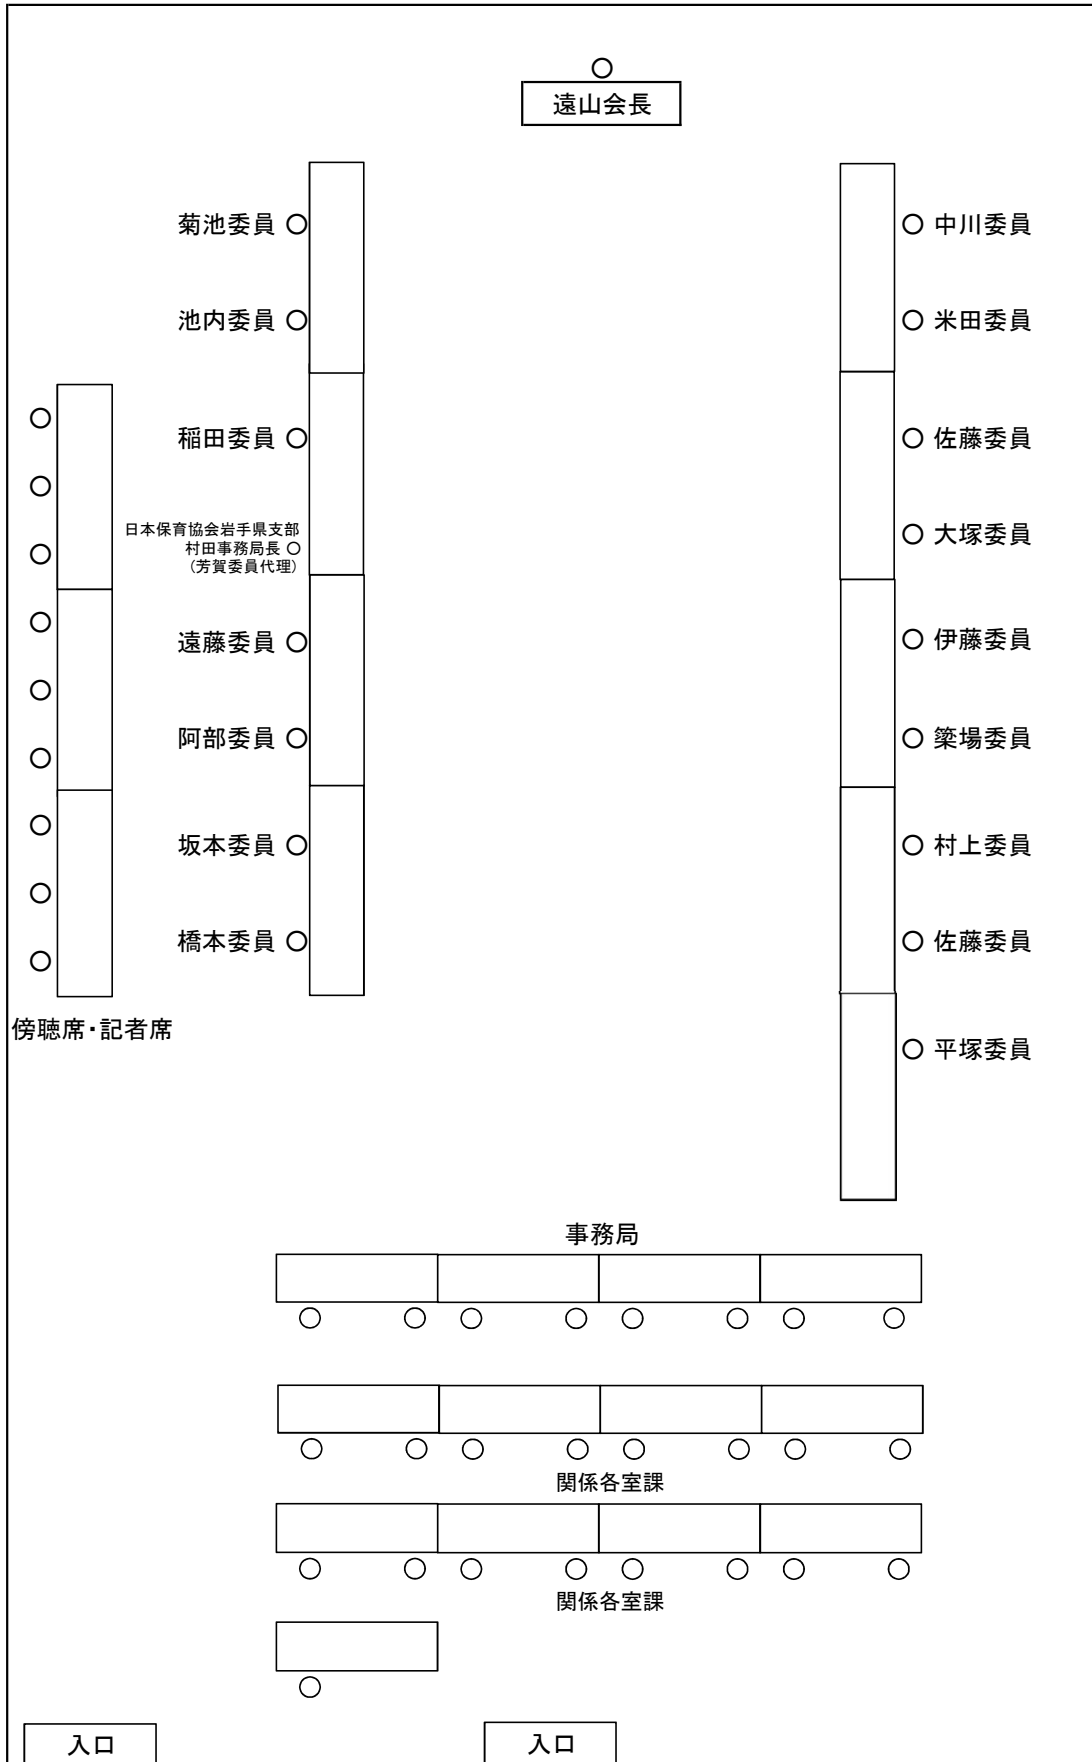 遠山会長
菊池委員
池内委員
稲田委員
日本保育協会岩手県支部
村田事務局長
(芳賀委員代理)
遠藤委員
阿部委員
坂本委員
橋本委員
中川委員
米田委員
佐藤委員
大塚委員
伊藤委員
簗場委員
村上委員
佐藤委員
平塚委員
傍聴席・記者席
事務局
関係各室課
関係各室課
入口
入口